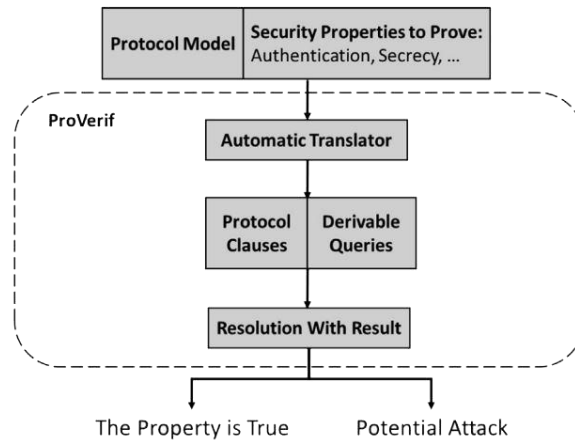 Protocol Model
Security Properties to Prove:
Authentication, Secrecy, ...
ProVerif
Automatic Translator
Protocol
Clauses
Derivable
Queries
Resolution With Result
The Property is True
Potential Attack